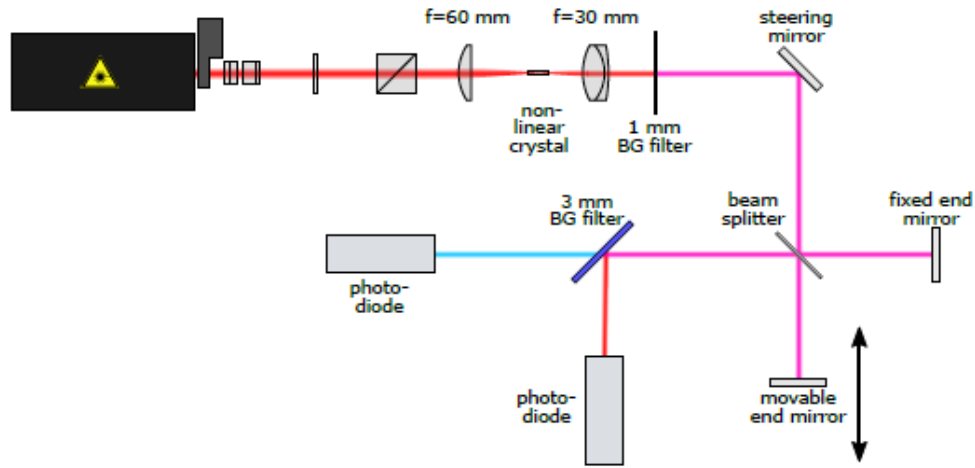 f=60 mm
f=30 mm
steering
mirror
non-
linear
crystal
1 mm
BG filter
3 mm
BG filter
beam
splitter
fixed end
mirror
photo-
diode
photo-
diode
movable
end mirror